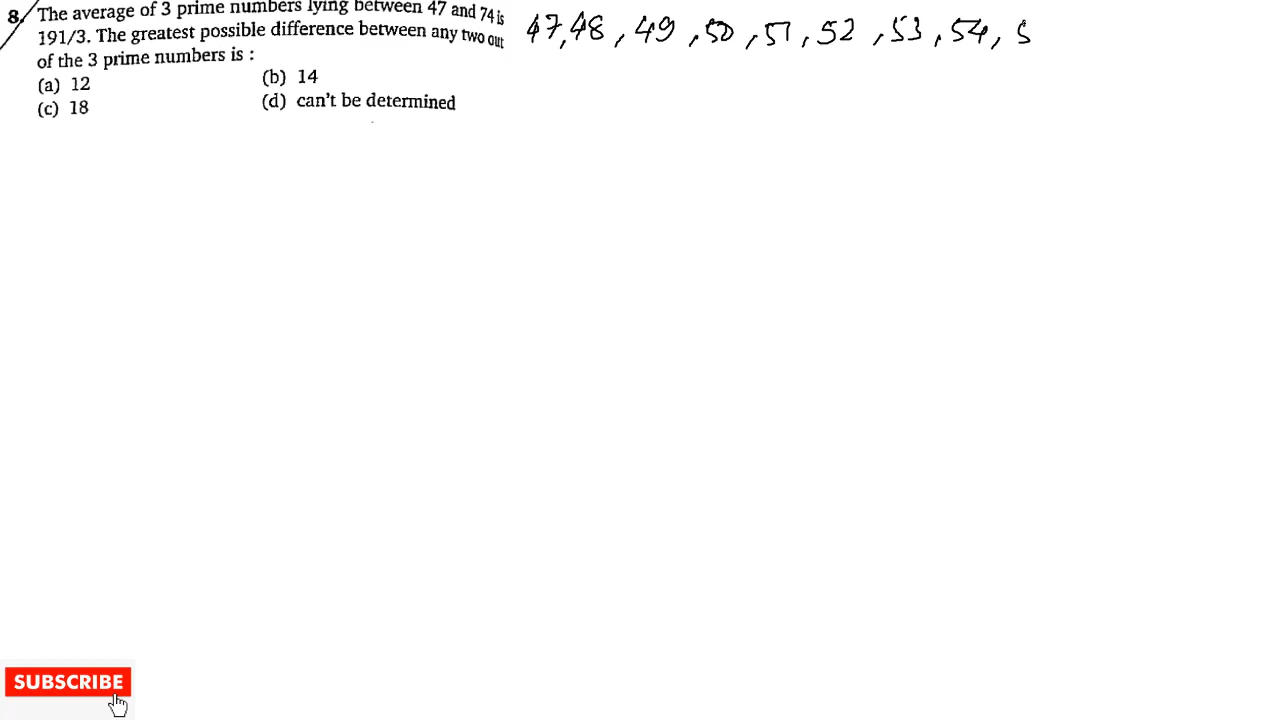 8. The average of 3 prime numbers lying between 47 and 74 is
191/3. The greatest possible difference between any two out
of the 3 prime numbers is :
(a) 12 (b) 14
(c) 18 (d) can't be determined
47, 48, 49, 50, 51, 52, 53, 54, 5
SUBSCRIBE